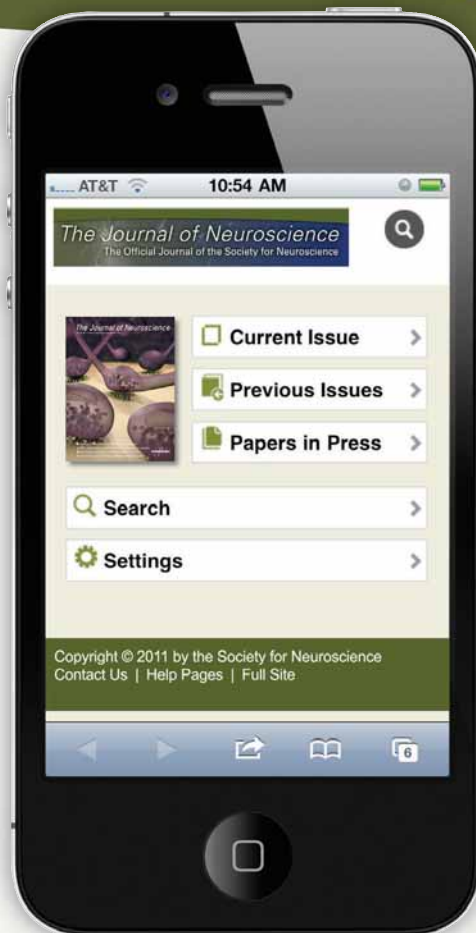 AT&T 10:54 AM
The Journal of Neuroscience
The Official Journal of the Society for Neuroscience
The Journal of Neuroscience
Current Issue
Previous Issues
Papers in Press
Search
Settings
Copyright © 2011 by the Society for Neuroscience
Contact Us | Help Pages | Full Site
6